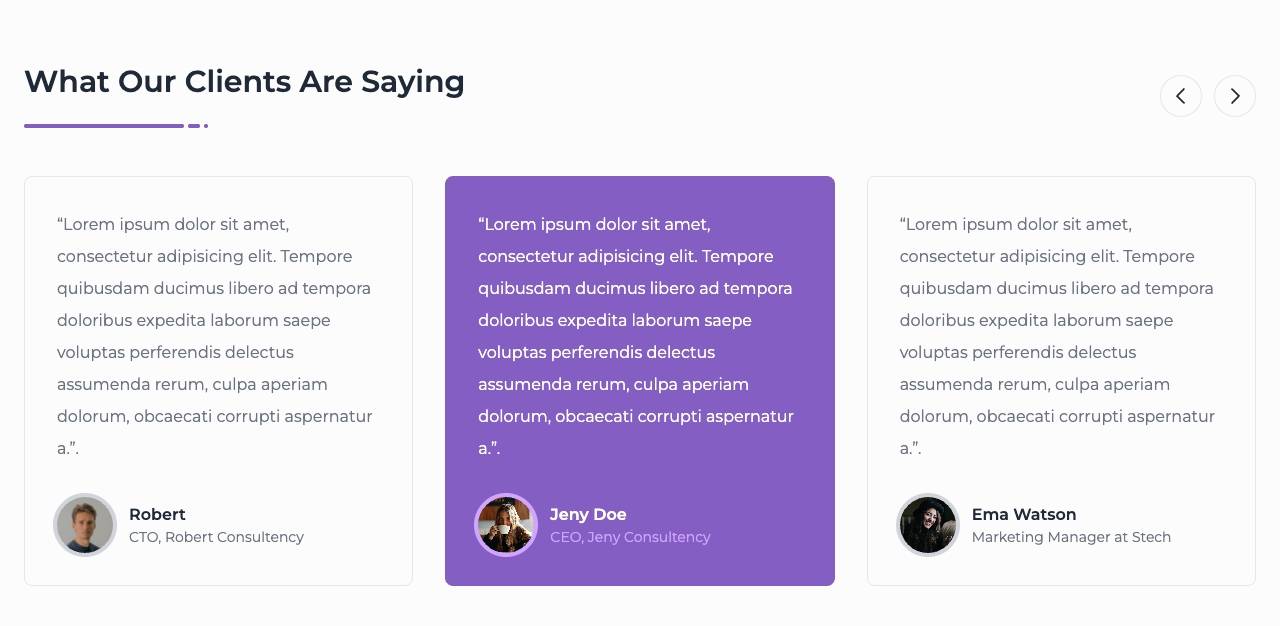 What Our Clients Are Saying
“Lorem ipsum dolor sit amet,
consectetur adipisicing elit. Tempore
quibusdam ducimus libero ad tempora
doloribus expedita laborum saepe
voluptas perferendis delectus
assumenda rerum, culpa aperiam
dolorum, obcaecati corrupti aspernatur
a.”.
Robert
CTO, Robert Consultency
“Lorem ipsum dolor sit amet,
consectetur adipisicing elit. Tempore
quibusdam ducimus libero ad tempora
doloribus expedita laborum saepe
voluptas perferendis delectus
assumenda rerum, culpa aperiam
dolorum, obcaecati corrupti aspernatur
a.”.
Jeny Doe
CEO, Jeny Consultency
“Lorem ipsum dolor sit amet,
consectetur adipisicing elit. Tempore
quibusdam ducimus libero ad tempora
doloribus expedita laborum saepe
voluptas perferendis delectus
assumenda rerum, culpa aperiam
dolorum, obcaecati corrupti aspernatur
a.”.
Ema Watson
Marketing Manager at Stech